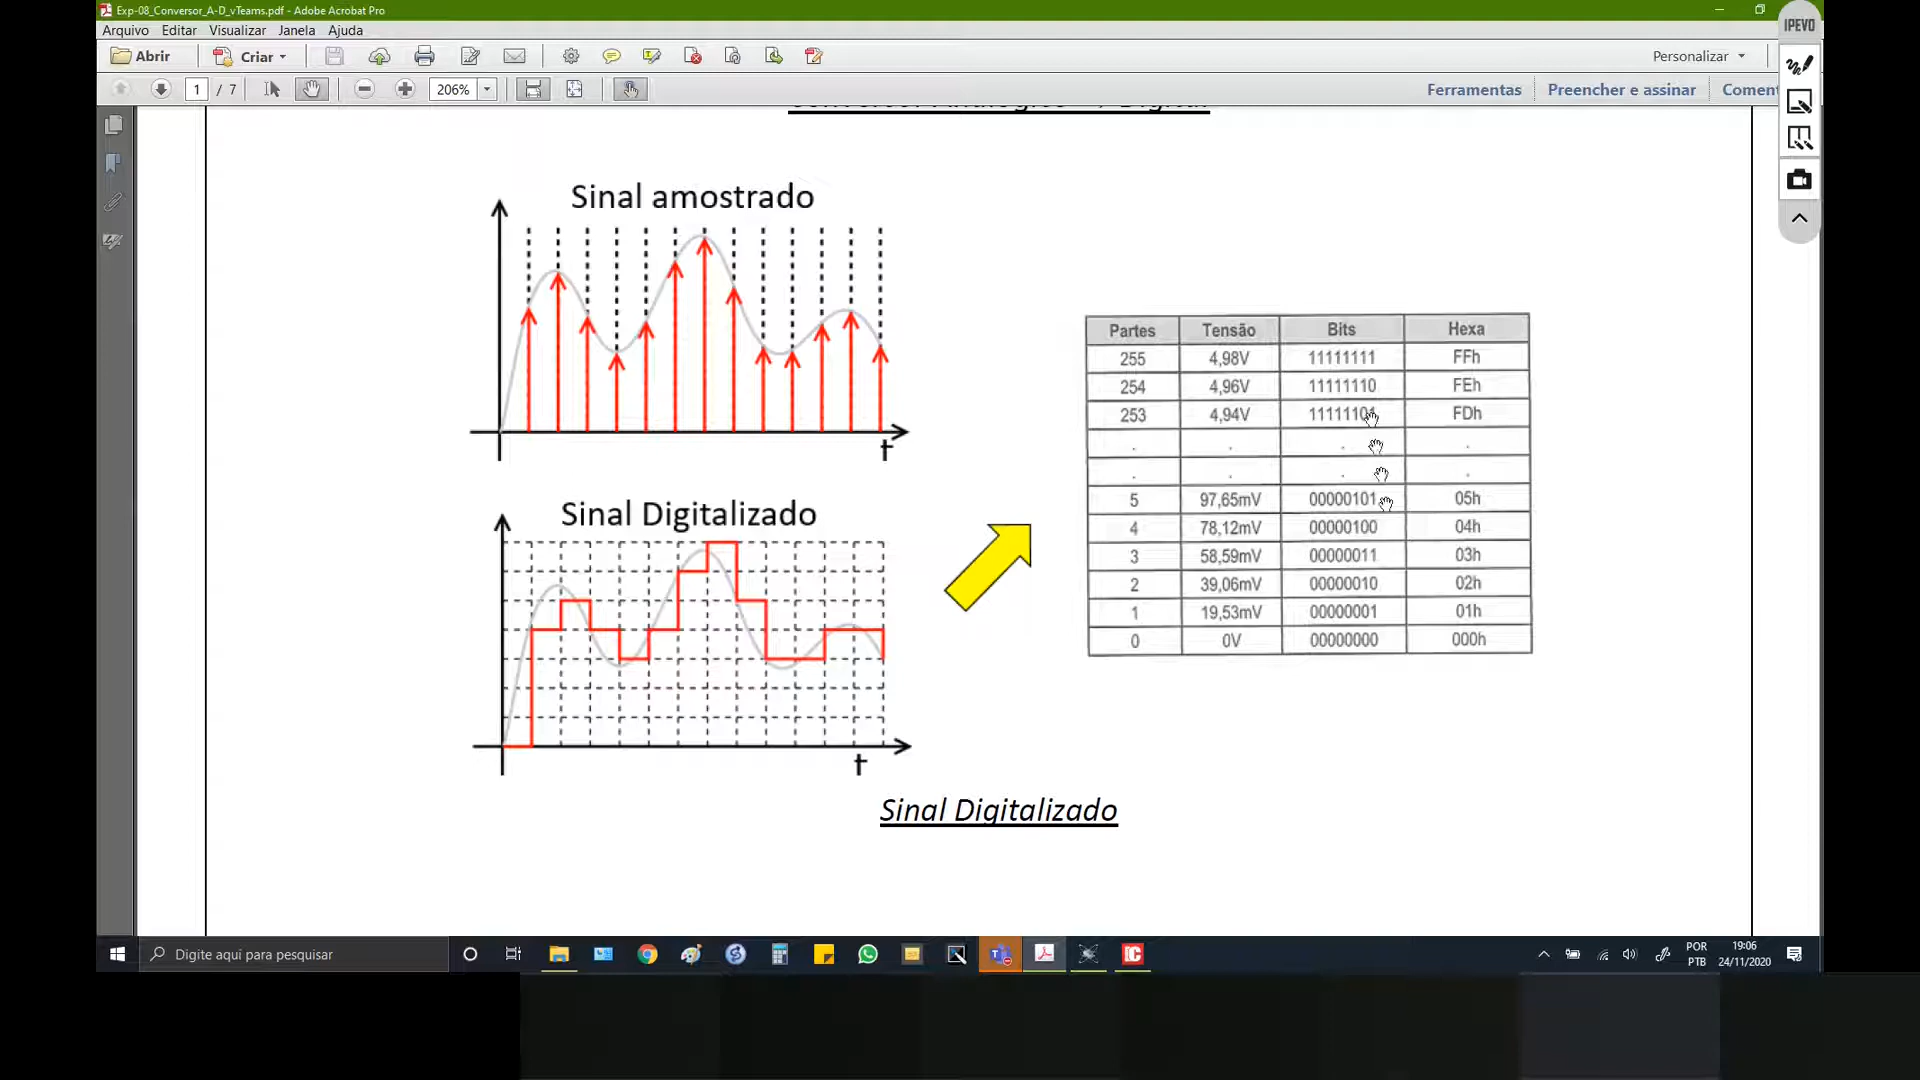 Exp-08_Conversor_A-D_vTeams.pdf - Adobe Acrobat Pro
IPEVO
Arquivo Editar Visualizar Janela Ajuda
Abrir Criar Personalizar
1 / 7 206% Ferramentas Preencher e assinar Coment
Sinal amostrado
t
Partes Tensão Bits Hexa
255 4,98V 11111111 FFh
254 4,96V 11111110 FEh
253 4,94V 11111101 FDh
. . . .
. . . .
5 97,65mV 00000101 05h
4 78,12mV 00000100 04h
3 58,59mV 00000011 03h
2 39,06mV 00000010 02h
1 19,53mV 00000001 01h
0 0V 00000000 000h
Sinal Digitalizado
t
Sinal Digitalizado
Digite aqui para pesquisar
POR
PTB
19:06
24/11/2020